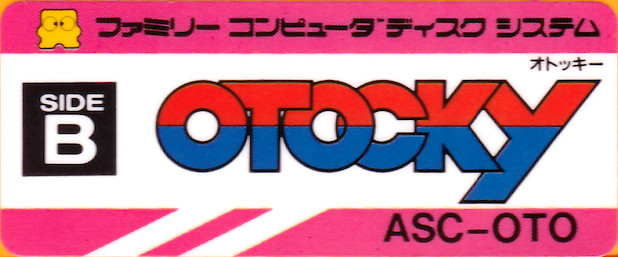 ファミリー コンピュータ ディスク システム
オトッキー
SIDE
B
OTOCKY
ASC-OTO